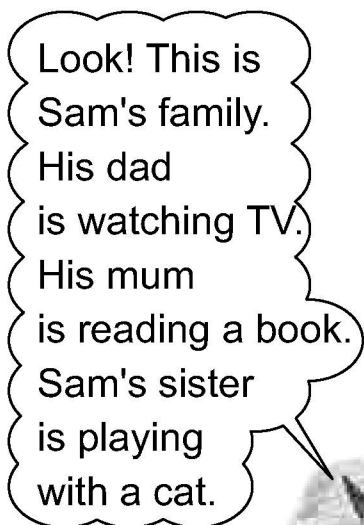 Look! This is
Sam's family.
His dad
is watching TV.
His mum
is reading a book.
Sam's sister
is playing
with a cat.